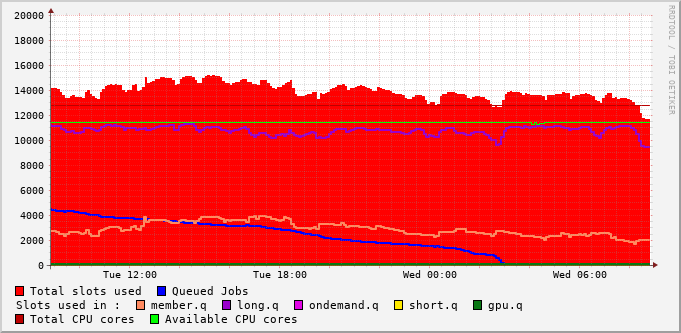 RRDTOOL / TOBI OETIKER
20000
18000
16000
14000
12000
10000
8000
6000
4000
2000
0
Tue 12:00 Tue 18:00 Wed 00:00 Wed 06:00
Total slots used Queued Jobs
Slots used in : member.q long.q ondemand.q short.q gpu.q
Total CPU cores Available CPU cores